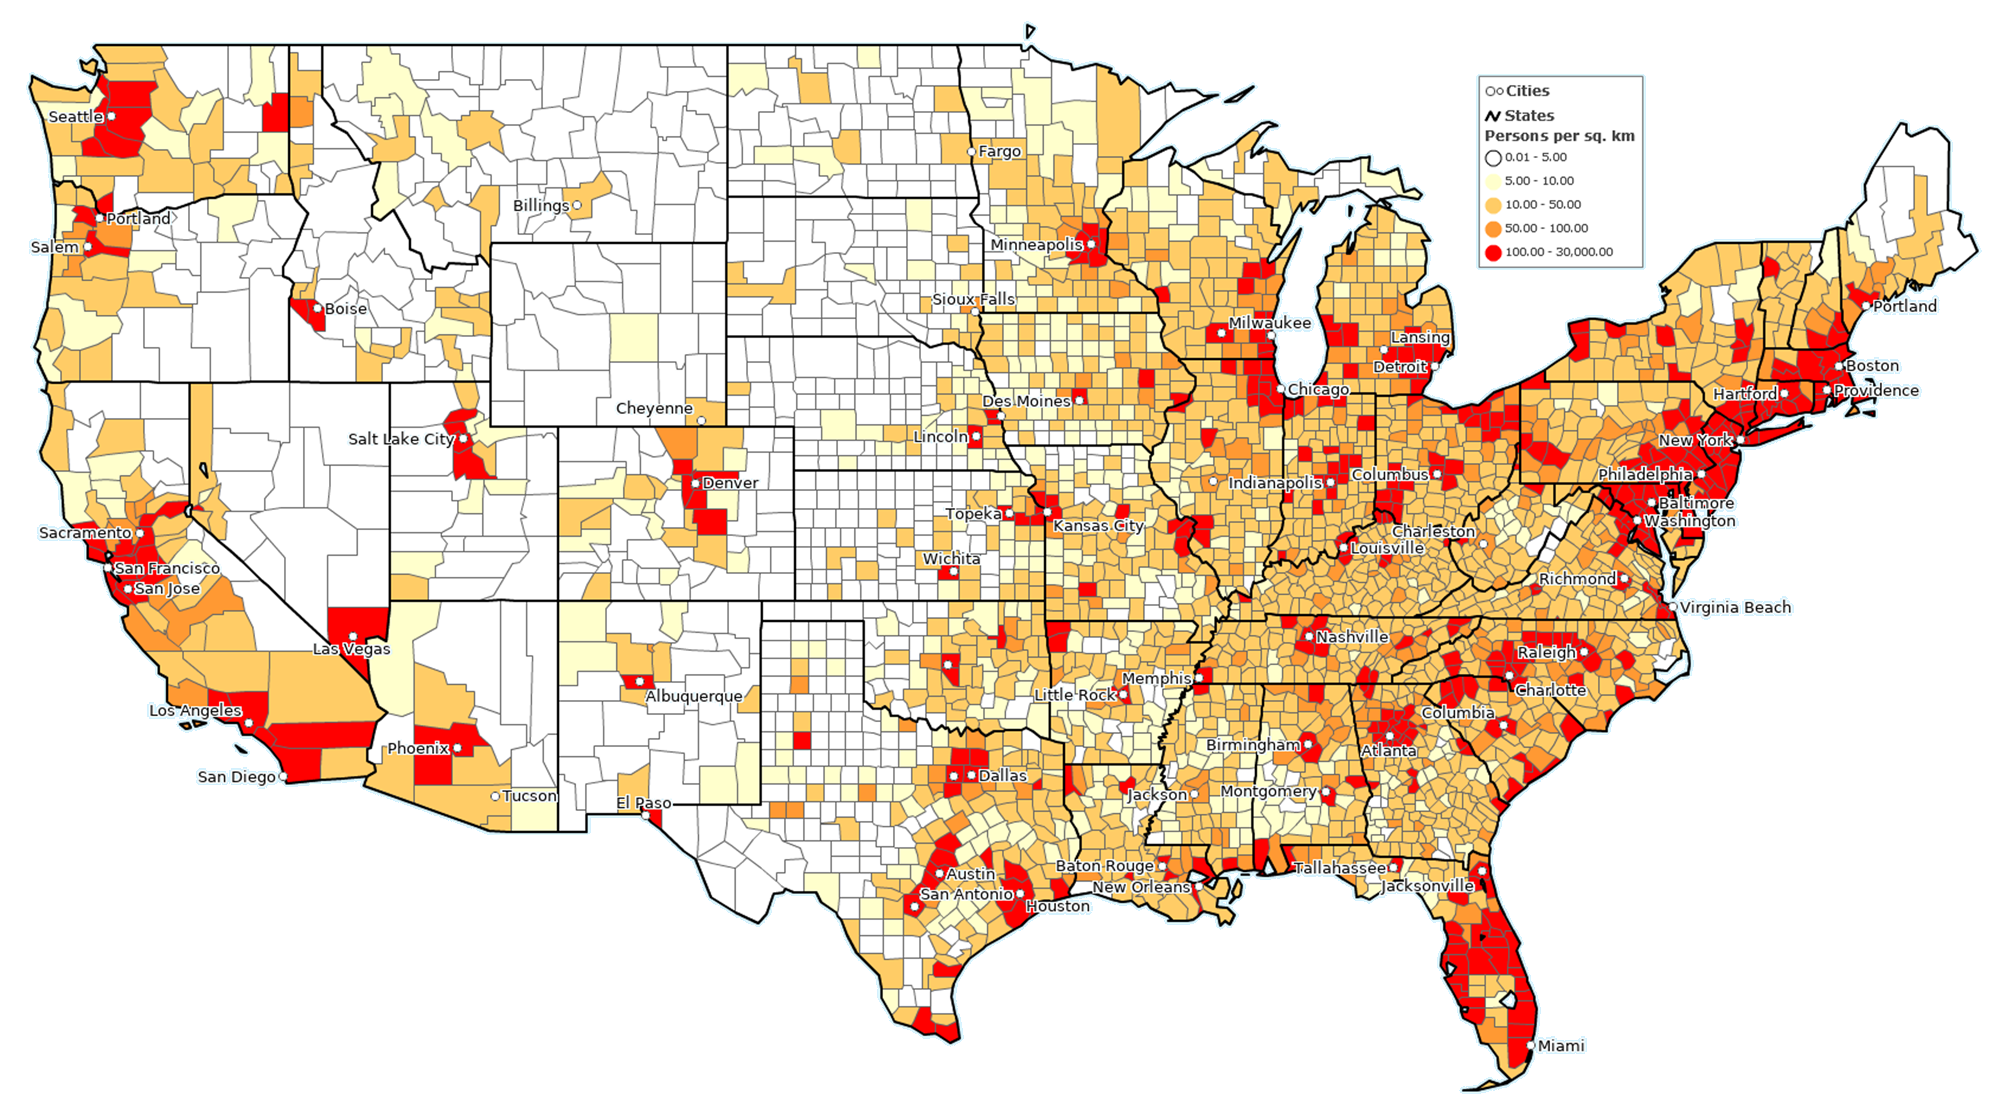 Cities
States
Persons per sq. km
0.01 - 5.00
5.00 - 10.00
10.00 - 50.00
50.00 - 100.00
100.00 - 30,000.00
Seattle
Fargo
Billings
Portland
Salem
Minneapolis
Sioux Falls
Portland
Boise
Milwaukee
Lansing
Detroit
Boston
Chicago
Hartford
Providence
Des Moines
Cheyenne
Salt Lake City
Lincoln
New York
Denver
Indianapolis
Columbus
Philadelphia
Baltimore
Topeka
Kansas City
Washington
Sacramento
Charleston
Louisville
Wichita
San Francisco
Richmond
San Jose
Virginia Beach
Las Vegas
Nashville
Raleigh
Memphis
Albuquerque
Little Rock
Charlotte
Los Angeles
Columbia
Phoenix
Birmingham
Atlanta
San Diego
Dallas
Tucson
Jackson
Montgomery
El Paso
Baton Rouge
Tallahassee
Austin
New Orleans
Jacksonville
San Antonio
Houston
Miami